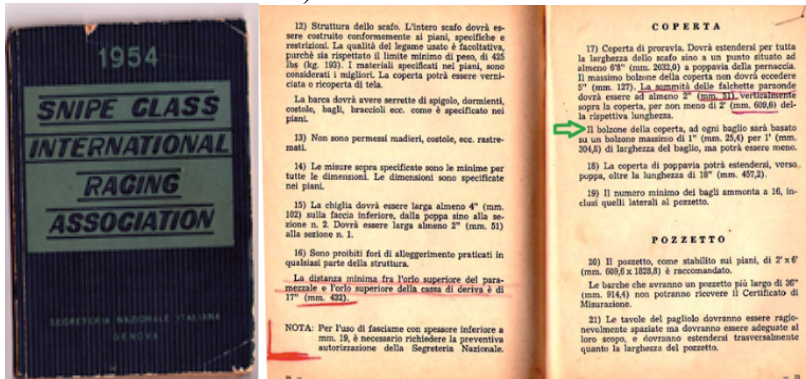 1954
SNIPE CLASS
INTERNATIONAL
RACING
ASSOCIATION
SEGRETERIA NAZIONALE ITALIANA
GENOVA
12) Struttura dello scafo. L'intero scafo dovrà es-
sere costruito conformemente ai piani, specifiche e
restrizioni. La qualità del legame usato è facoltativa,
purchè sia rispettato il limite minimo di peso, di 425
lbs (kg. 193). I materiali specificati nei piani, sono
considerati i migliori. La coperta potrà essere verni-
ciata o ricoperta di tela.
La barca dovrà avere serrette di spigolo, dormienti,
costole, bagli, braccioli ecc. come è specificato nei
piani.
13) Non sono permessi madieri, costole, ecc. rastre-
mati.
14) Le misure sopra specificate sono le minime per
tutte le dimensioni. Le dimensioni sono specificate
nei piani.
15) La chiglia dovrà essere larga almeno 4" (mm.
102) sulla faccia inferiore, dalla poppa sino alla se-
zione n. 2. Dovrà essere larga almeno 2" (mm. 51)
alla sezione n. 1.
16) Sono proibiti fori di alleggerimento praticati in
qualsiasi parte della struttura.
La distanza minima fra l'orlo superiore del para-
mezzale e l'orlo superiore della cassa di deriva è di
17" (mm. 432).
NOTA: Per l'uso di fasciame con spessore inferiore a
mm. 19, è necessario richiedere la preventiva
autorizzazione della Segreteria Nazionale.
COPERTA
17) Coperta di proravia. Dovrà estendersi per tutta
la larghezza dello scafo sino a un punto situato ad
almeno 6'8" (mm. 2032,0) a poppavia della pernaccia.
Il massimo bolzone della coperta non dovrà eccedere
5" (mm. 127). La sommità delle falchette paraonde
dovrà essere ad almeno 2" (mm. 51) verticalmente
sopra la coperta, per non meno di 2' (mm. 609,6) del-
la rispettiva lunghezza.
Il bolzone della coperta, ad ogni baglio sarà basato
su un bolzone massimo di 1" (mm. 25,4) per 1' (mm.
304,8) di larghezza del baglio, ma potrà essere meno.
18) La coperta di poppavia potrà estendersi, verso
poppa, oltre la lunghezza di 18" (mm. 457,2).
19) Il numero minimo dei bagli ammonta a 16, in-
clusi quelli laterali al pozzetto.
POZZETTO
20) Il pozzetto, come stabilito sui piani, di 2' x 6'
(mm. 609,6 x 1828,8) è raccomandato.
Le barche che avranno un pozzetto più largo di 36"
(mm. 914,4) non potranno ricevere il Certificato di
Misurazione.
21) Le tavole del pagliolo dovranno essere ragio-
nevolmente spaziate ma dovranno essere adeguate al
loro scopo, e dovranno estendersi trasversalmente
quanto la larghezza del pozzetto.